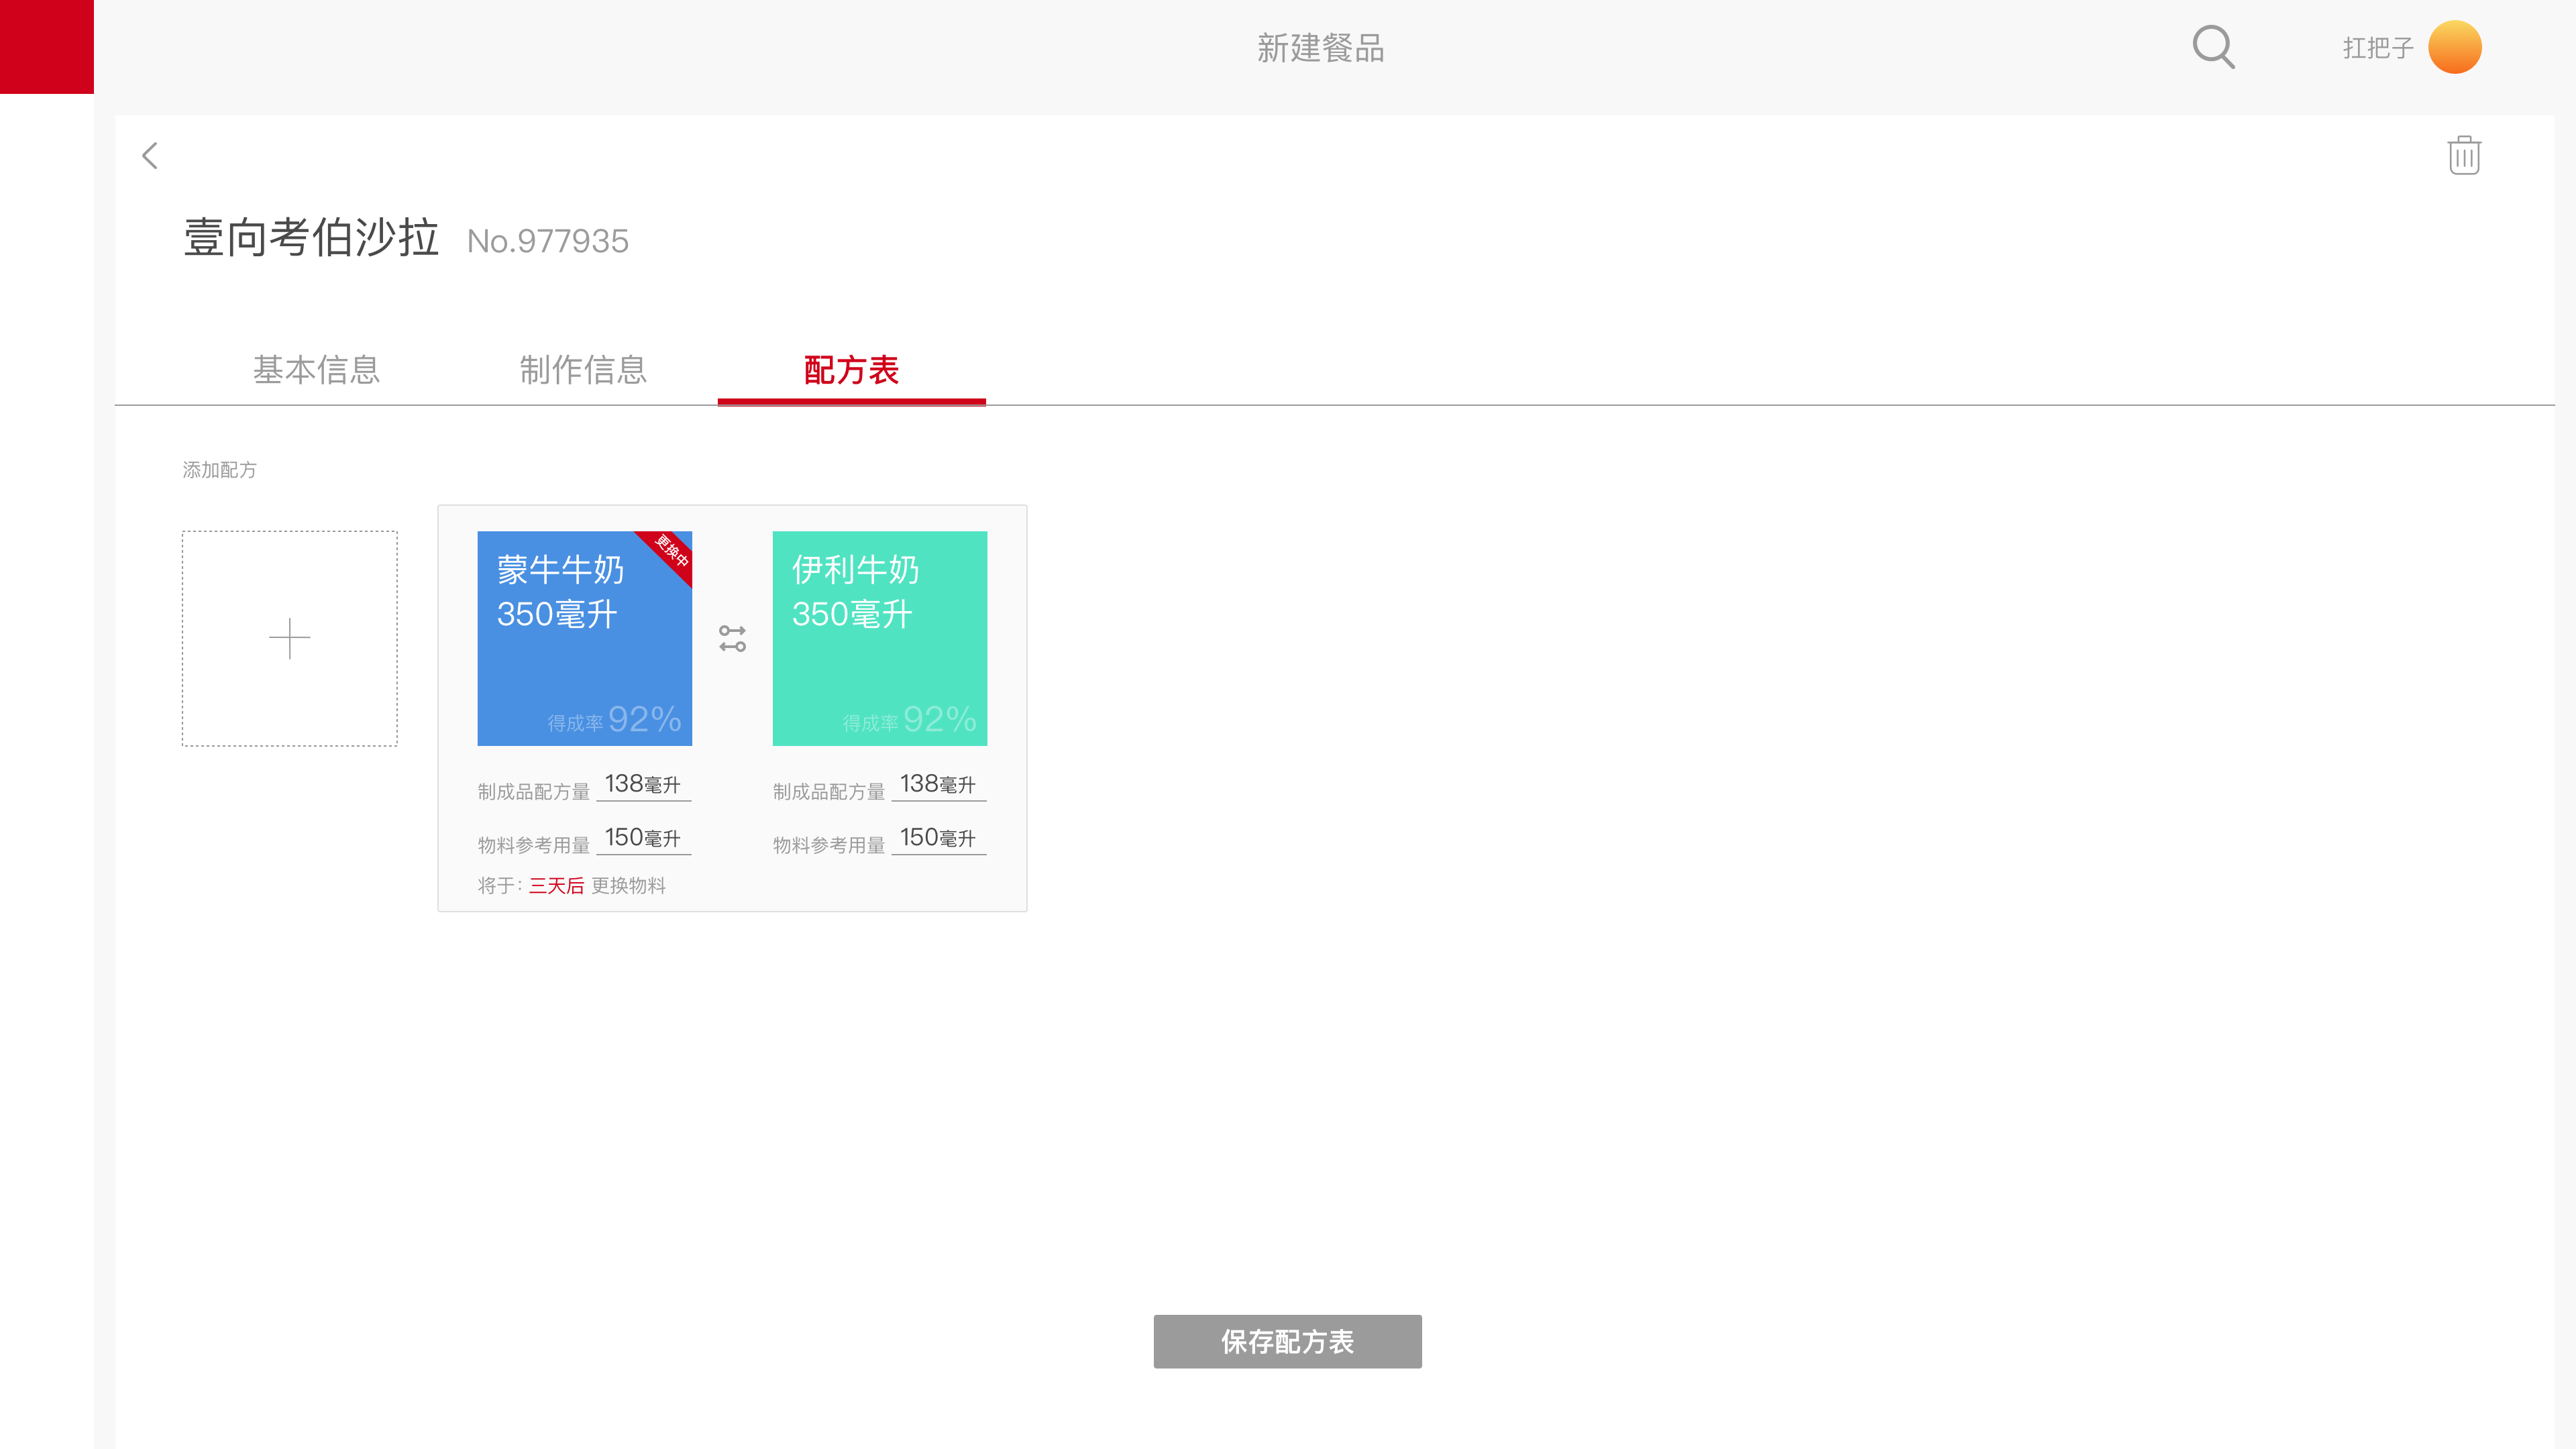 新建餐品
扛把子
壹向考伯沙拉 No.977935
基本信息 制作信息 配方表
添加配方
蒙牛牛奶
350毫升
更换中
得成率 92%
伊利牛奶
350毫升
得成率 92%
制成品配方量 138毫升
物料参考用量 150毫升
将于: 三天后 更换物料
制成品配方量 138毫升
物料参考用量 150毫升
保存配方表